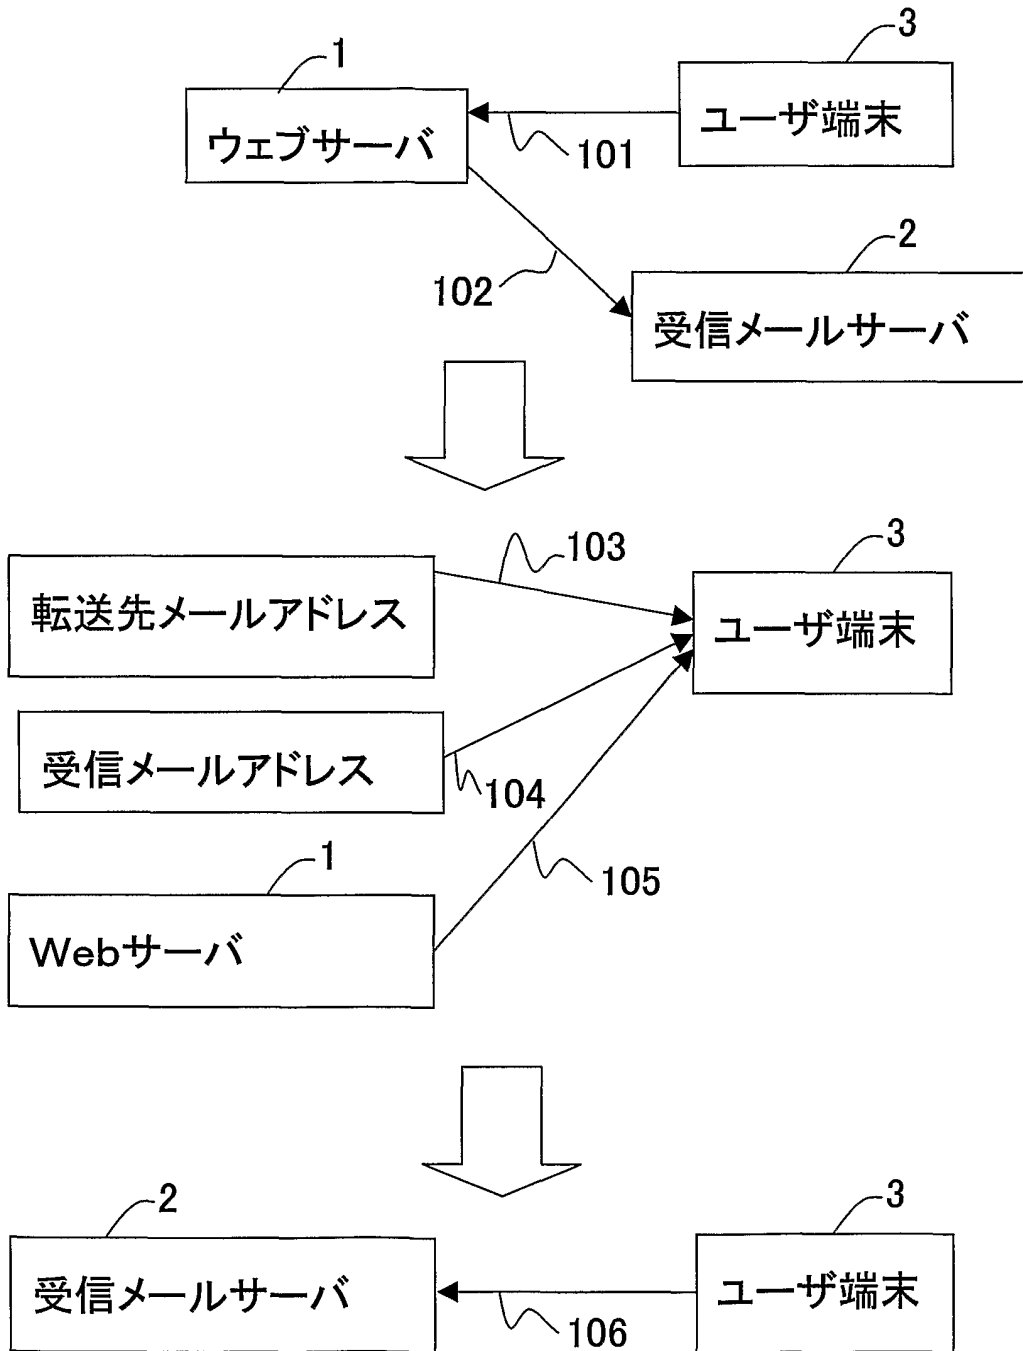 1
ウェブサーバ
3
ユーザ端末
101
102
2
受信メールサーバ
103
転送先メールアドレス
3
ユーザ端末
受信メールアドレス
104
1
Webサーバ
105
2
受信メールサーバ
3
ユーザ端末
106